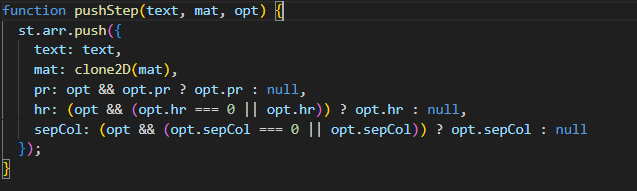 function pushStep(text, mat, opt) {
  st.arr.push({
    text: text,
    mat: clone2D(mat),
    pr: opt && opt.pr ? opt.pr : null,
    hr: (opt && (opt.hr === 0 || opt.hr)) ? opt.hr : null,
    sepCol: (opt && (opt.sepCol === 0 || opt.sepCol)) ? opt.sepCol : null
  });
}